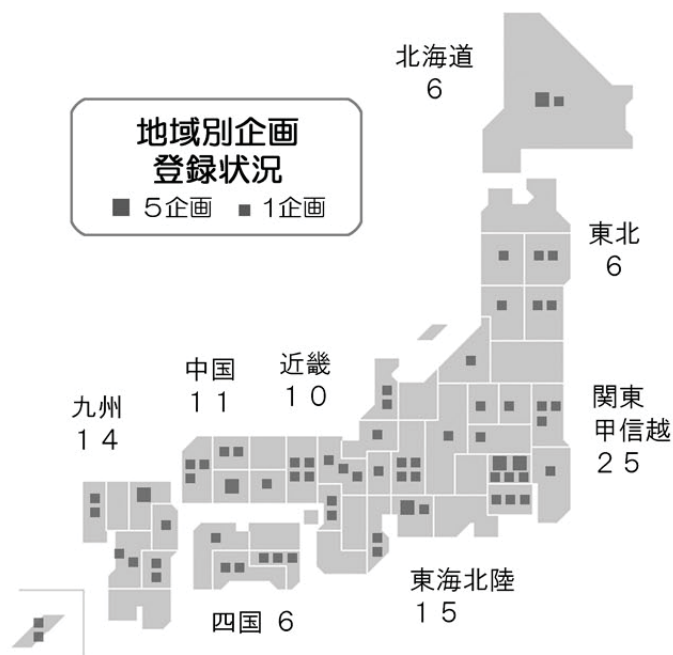 北海道
6
地域別企画
登録状況
■ 5企画 ■ 1企画
東北
6
中国
11
近畿
10
九州
14
関東
甲信越
25
東海北陸
15
四国 6